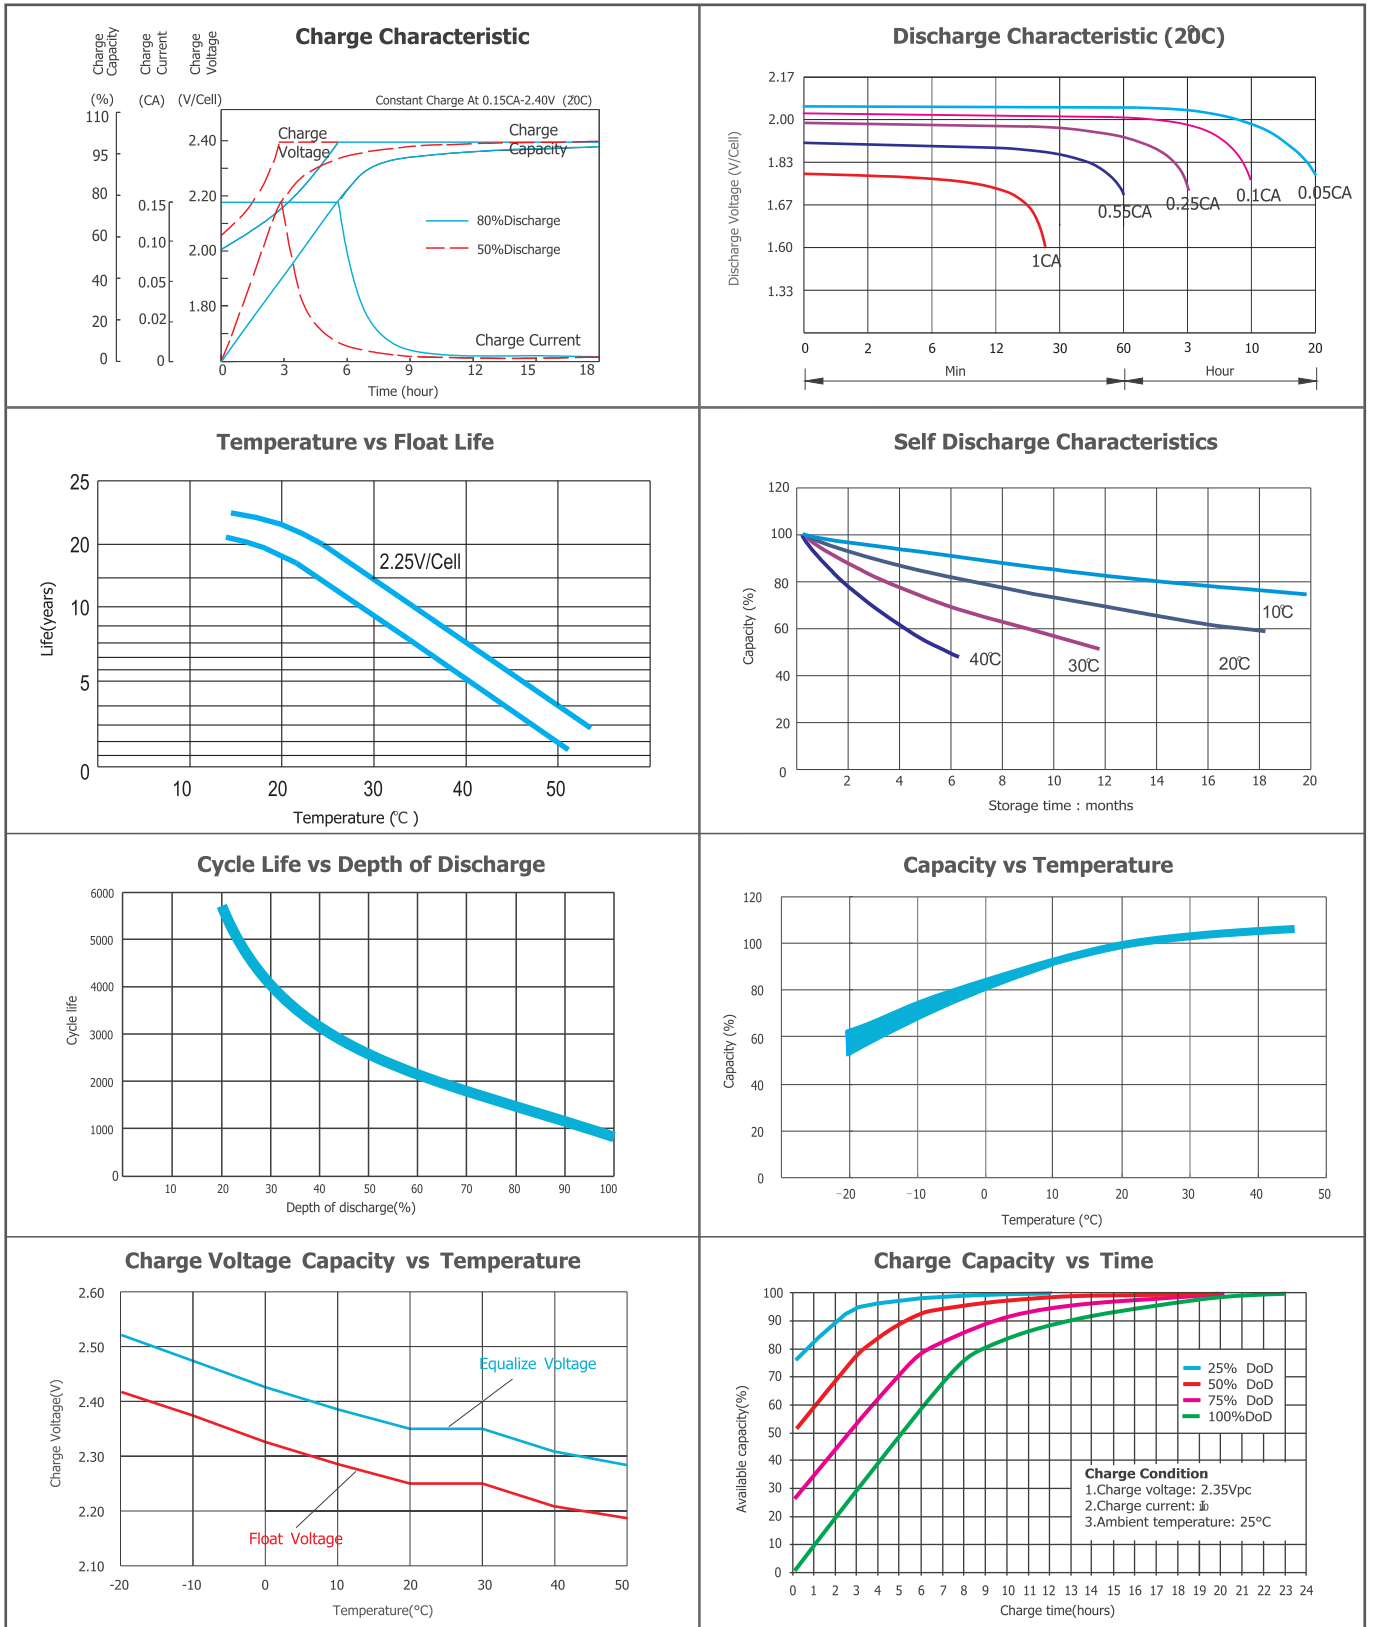 Charge Characteristic
Charge Capacity
Charge Current
Charge Voltage
(%) (CA) (V/Cell)
Constant Charge At 0.15CA-2.40V (20℃)
110
95
80
60
40
20
0
0.15
0.10
0.05
0.02
0
2.40
2.20
2.00
1.80
Charge Voltage
Charge Capacity
80%Discharge
50%Discharge
Charge Current
0 3 6 9 12 15 18
Time (hour)
Discharge Characteristic (20℃)
Discharge Voltage (V/Cell)
2.17
2.00
1.83
1.67
1.60
1.33
0.05CA
0.1CA
0.25CA
0.55CA
1CA
0 2 6 12 30 60 3 10 20
Min Hour
Temperature vs Float Life
Life(years)
25
20
10
5
0
2.25V/Cell
10 20 30 40 50
Temperature (℃ )
Self Discharge Characteristics
Capacity (%)
120
100
80
60
40
20
0
10℃
20℃
30℃
40℃
2 4 6 8 10 12 14 16 18 20
Storage time : months
Cycle Life vs Depth of Discharge
Cycle life
6000
5000
4000
3000
2000
1000
0
10 20 30 40 50 60 70 80 90 100
Depth of discharge(%)
Capacity vs Temperature
Capacity (%)
120
100
80
60
40
20
0
-20 -10 0 10 20 30 40 50
Temperature (°C)
Charge Voltage Capacity vs Temperature
Charge Voltage(V)
2.60
2.50
2.40
2.30
2.20
2.10
Equalize Voltage
Float Voltage
-20 -10 0 10 20 30 40 50
Temperature(°C)
Charge Capacity vs Time
Available capacity(%)
100
90
80
70
60
50
40
30
20
10
0
25% DoD
50% DoD
75% DoD
100%DoD
Charge Condition
1.Charge voltage: 2.35Vpc
2.Charge current:
3.Ambient temperature: 25°C
0 1 2 3 4 5 6 7 8 9 10 11 12 13 14 15 16 17 18 19 20 21 22 23 24
Charge time(hours)